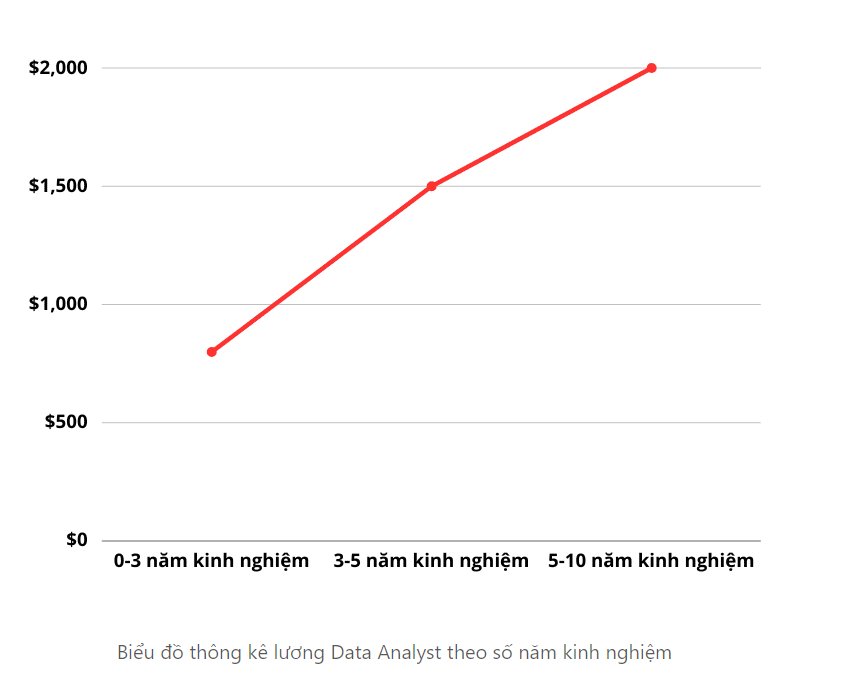 $2,000
$1,500
$1,000
$500
$0
0-3 năm kinh nghiệm 3-5 năm kinh nghiệm 5-10 năm kinh nghiệm
Biểu đồ thông kê lương Data Analyst theo số năm kinh nghiệm